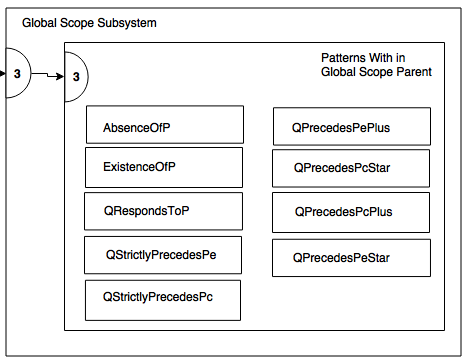 Global Scope Subsystem
3
3
Patterns With in
Global Scope Parent
AbsenceOfP
ExistenceOfP
QRespondsToP
QStrictlyPrecedesPe
QStrictlyPrecedesPc
QPrecedesPePlus
QPrecedesPcStar
QPrecedesPcPlus
QPrecedesPeStar